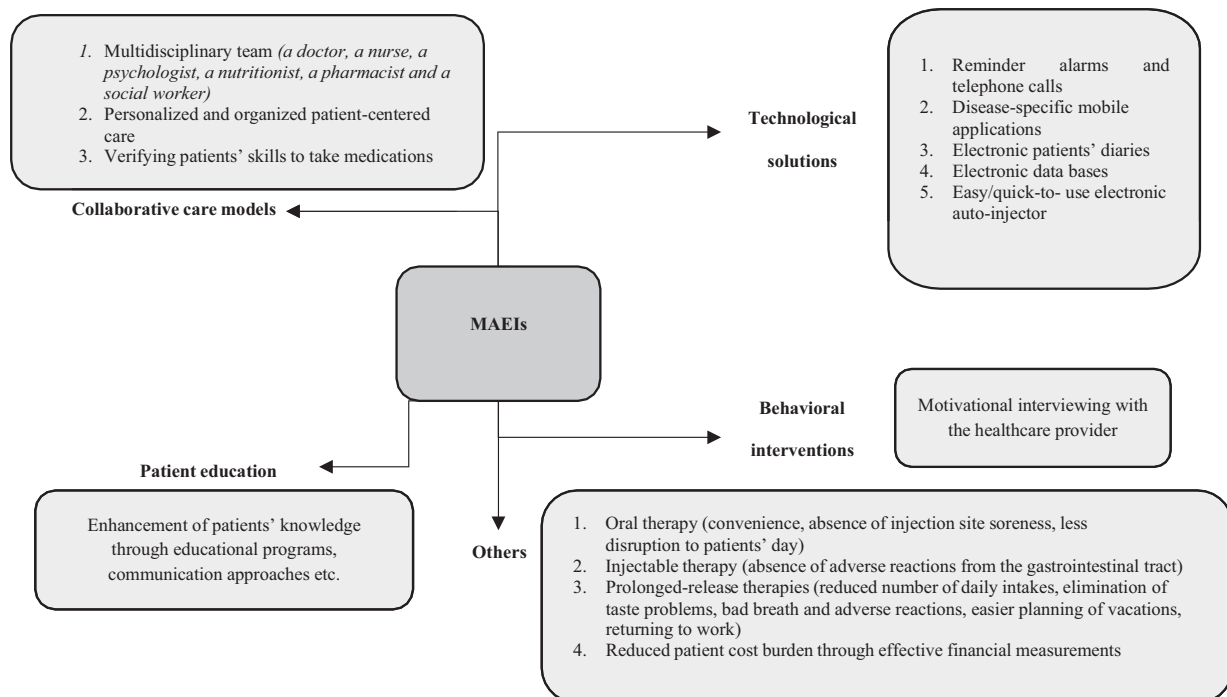 1. Multidisciplinary team (a doctor, a nurse, a
psychologist, a nutritionist, a pharmacist and a
social worker)
2. Personalized and organized patient-centered
care
3. Verifying patients’ skills to take medications
Collaborative care models
Technological
solutions
1. Reminder alarms and
telephone calls
2. Disease-specific mobile
applications
3. Electronic patients’ diaries
4. Electronic data bases
5. Easy/quick-to- use electronic
auto-injector
MAEIs
Behavioral
interventions
Motivational interviewing with
the healthcare provider
Patient education
Enhancement of patients’ knowledge
through educational programs,
communication approaches etc.
Others
1. Oral therapy (convenience, absence of injection site soreness, less
disruption to patients’ day)
2. Injectable therapy (absence of adverse reactions from the gastrointestinal tract)
3. Prolonged-release therapies (reduced number of daily intakes, elimination of
taste problems, bad breath and adverse reactions, easier planning of vacations,
returning to work)
4. Reduced patient cost burden through effective financial measurements